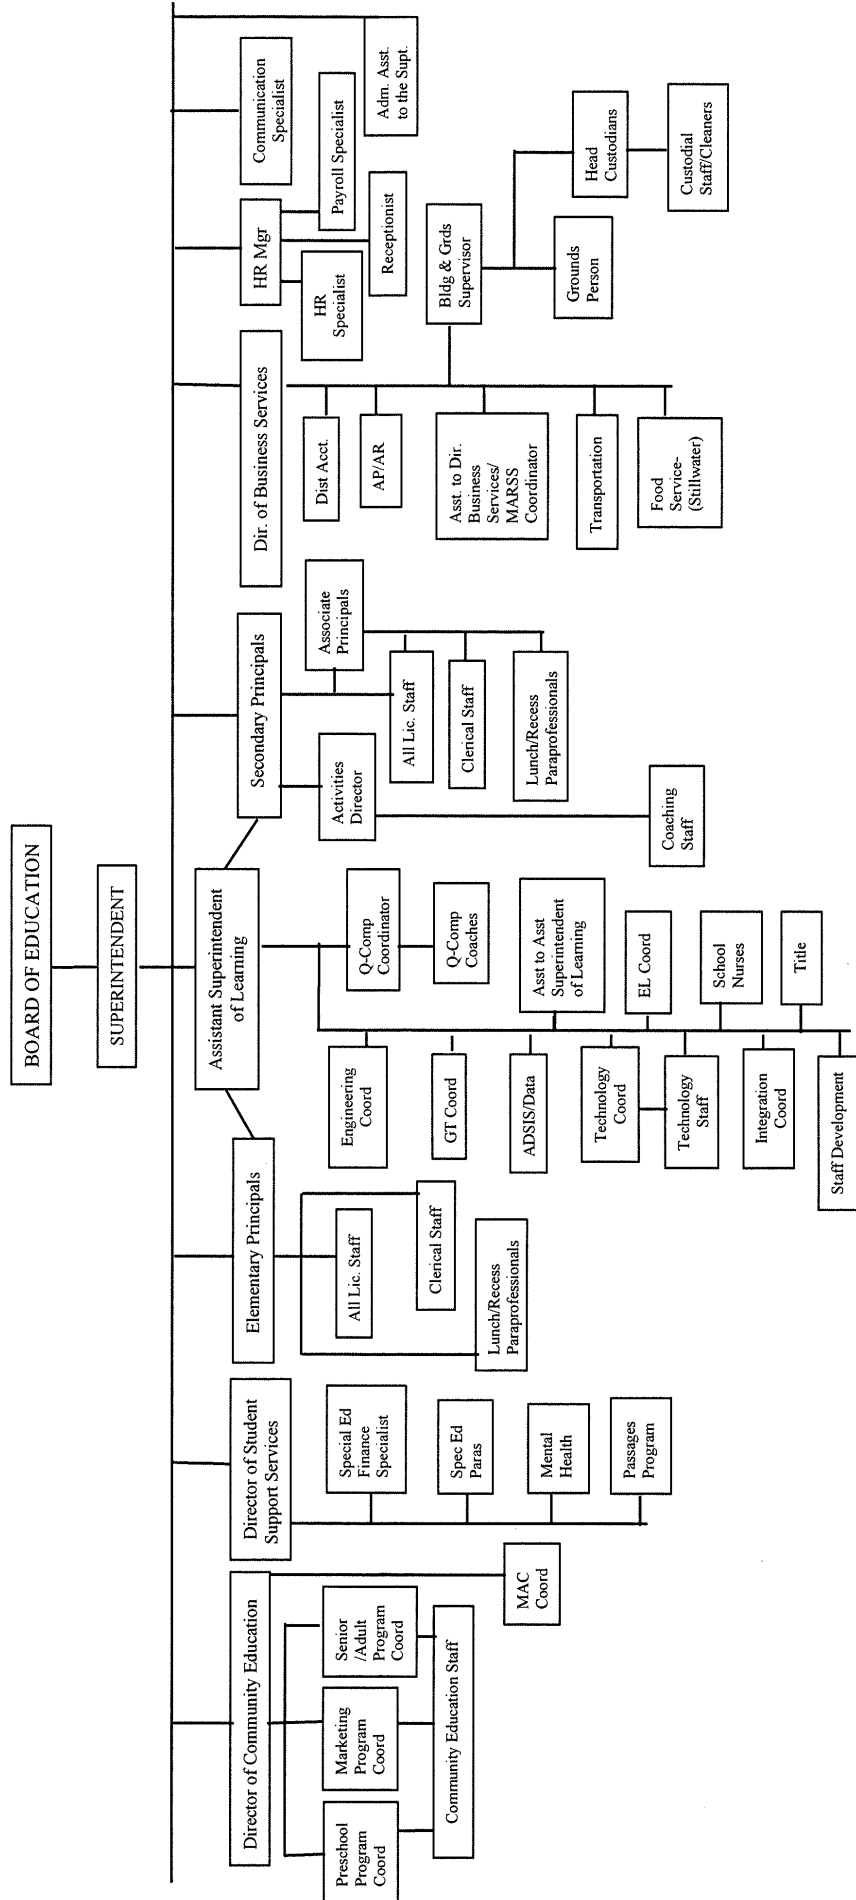 BOARD OF EDUCATION
SUPERINTENDENT
Director of Community Education
Director of Student
Support Services
Elementary Principals
Assistant Superintendent
of Learning
Secondary Principals
Dir. of Business Services
HR Mgr
Communication
Specialist
Adm. Asst.
to the Supt.
Preschool
Program
Coord
Marketing
Program
Coord
Senior
/Adult
Program
Coord
Community Education Staff
MAC
Coord
Special Ed
Finance
Specialist
Spec Ed
Paras
Mental
Health
Passages
Program
All Lic. Staff
Clerical Staff
Lunch/Recess
Paraprofessionals
Engineering
Coord
GT Coord
ADSIS/Data
Technology
Coord
Technology
Staff
Integration
Coord
Staff Development
Q-Comp
Coordinator
Q-Comp
Coaches
Asst to Asst
Superintendent
of Learning
EL Coord
School
Nurses
Title
Activities
Director
Coaching
Staff
Associate
Principals
All Lic. Staff
Clerical Staff
Lunch/Recess
Paraprofessionals
Dist Acct.
AP/AR
Asst. to Dir.
Business
Services/
MARSS
Coordinator
Transportation
Food
Service-
(Stillwater)
Bldg & Grds
Supervisor
Grounds
Person
Head
Custodians
Custodial
Staff/Cleaners
HR
Specialist
Receptionist
Payroll Specialist